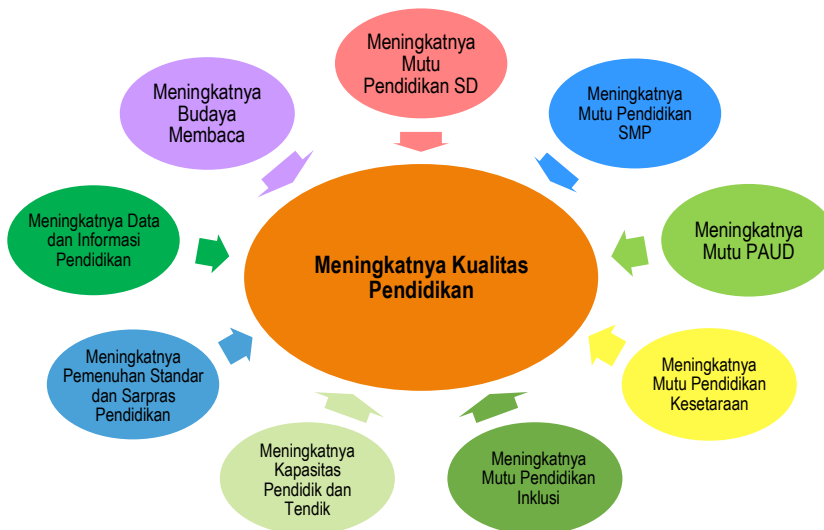 Meningkatnya
Mutu
Pendidikan SD
Meningkatnya
Mutu Pendidikan
SMP
Meningkatnya
Mutu PAUD
Meningkatnya
Mutu Pendidikan
Kesetaraan
Meningkatnya
Mutu Pendidikan
Inklusi
Meningkatnya
Kapasitas
Pendidik dan
Tendik
Meningkatnya
Pemenuhan Standar
dan Sarpras
Pendidikan
Meningkatnya Data
dan Informasi
Pendidikan
Meningkatnya
Budaya
Membaca
Meningkatnya Kualitas
Pendidikan